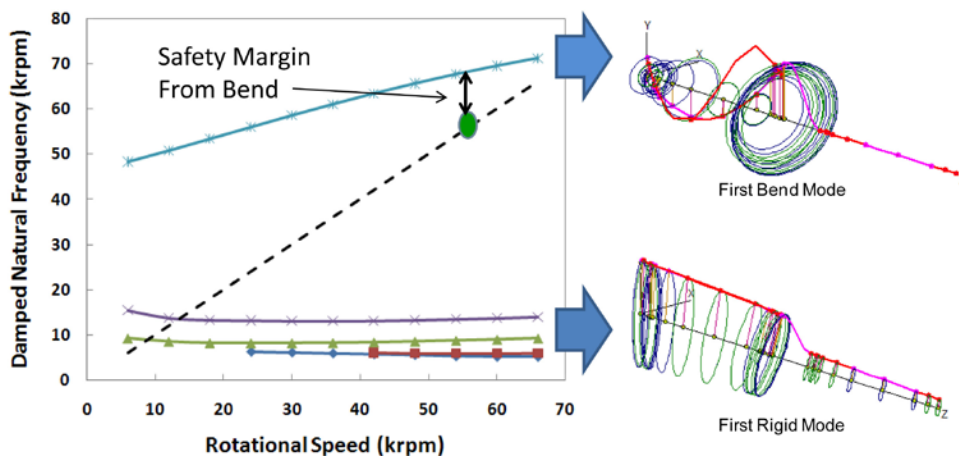 80
70
60
50
40
30
20
10
0
Damped Natural Frequency (krpm)
Safety Margin
From Bend
0 10 20 30 40 50 60 70
Rotational Speed (krpm)
Y
X
First Bend Mode
X
Z
First Rigid Mode